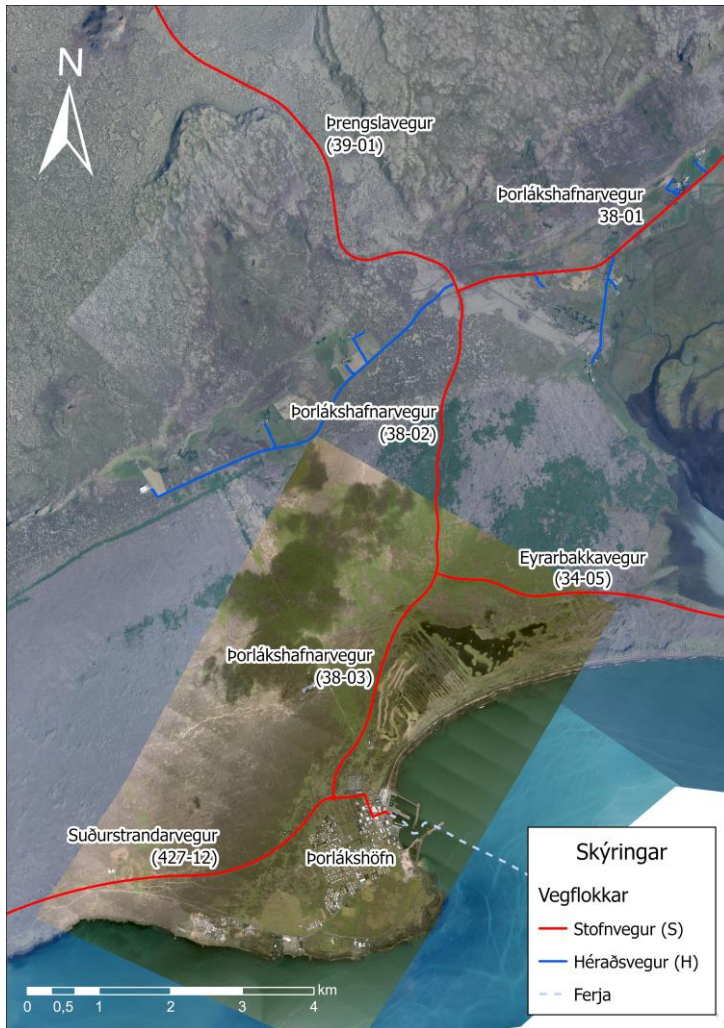 N
Þrengslavegur
(39-01)
Þorlákshafnarvegur
38-01
Þorlákshafnarvegur
(38-02)
Eyrarbakkavegur
(34-05)
Þorlákshafnarvegur
(38-03)
Suðurstrandarvegur
(427-12)
Þorlákshöfn
Skýringar
Vegflokkar
Stofnvegur (S)
Héraðsvegur (H)
Ferja
km
0 0,5 1 2 3 4